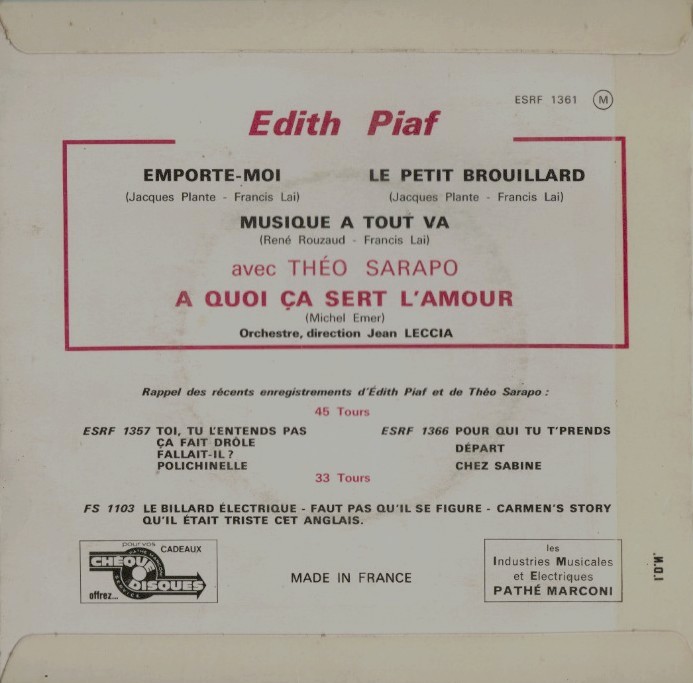 ESRF 1361 M
Edith Piaf
EMPORTE-MOI
(Jacques Plante - Francis Lai)
LE PETIT BROUILLARD
(Jacques Plante - Francis Lai)
MUSIQUE A TOUT VA
(René Rouzaud - Francis Lai)
avec THÉO SARAPO
A QUOI ÇA SERT L'AMOUR
(Michel Emer)
Orchestre, direction Jean LECCIA
Rappel des récents enregistrements d'Édith Piaf et de Théo Sarapo :
45 Tours
ESRF 1357 TOI, TU L'ENTENDS PAS
ÇA FAIT DRÔLE
FALLAIT-IL ?
POLICHINELLE
ESRF 1366 POUR QUI TU T'PRENDS
DÉPART
CHEZ SABINE
33 Tours
FS 1103 LE BILLARD ÉLECTRIQUE - FAUT PAS QU'IL SE FIGURE - CARMEN'S STORY
QU'IL ÉTAIT TRISTE CET ANGLAIS.
pour vos CADEAUX
CHÈQUE
DISQUES
offrez...
MADE IN FRANCE
les
Industries Musicales
et Electriques
PATHÉ MARCONI